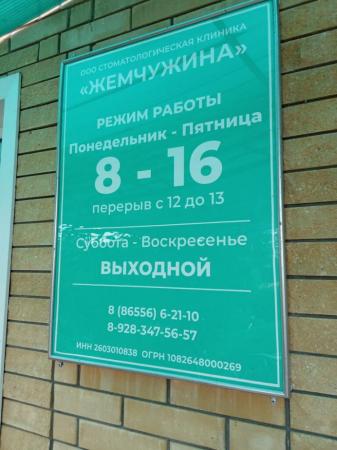 ООО СТОМАТОЛОГИЧЕСКАЯ КЛИНИКА
«ЖЕМЧУЖИНА»
РЕЖИМ РАБОТЫ
Понедельник - Пятница
8 - 16
перерыв с 12 до 13
Суббота - Воскресенье
ВЫХОДНОЙ
8 (86556) 6-21-10
8-928-347-56-57
ИНН 2603010838 ОГРН 1082648000269